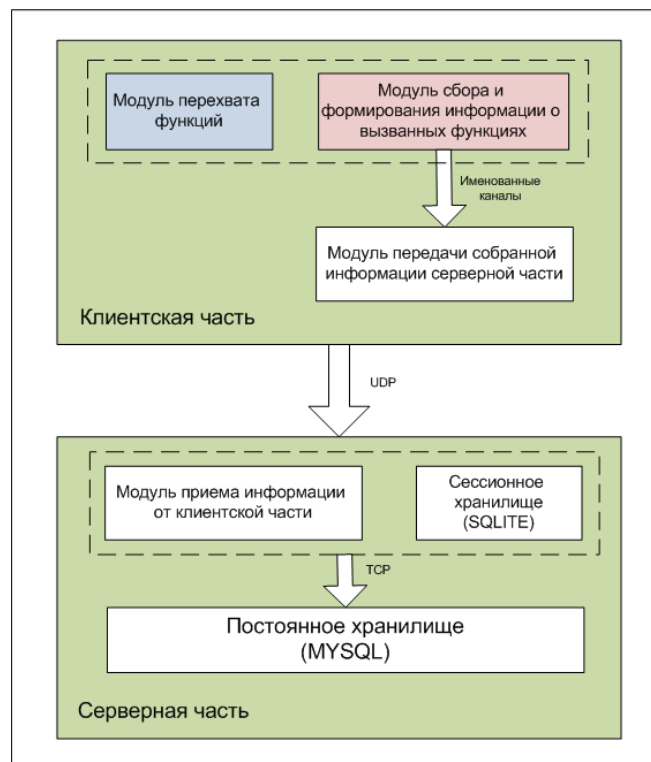 Модуль перехвата
функций
Модуль сбора и
формирования информации о
вызванных функциях
Именованные
каналы
Модуль передачи собранной
информации серверной части
Клиентская часть
UDP
Модуль приема информации
от клиентской части
Сессионное
хранилище
(SQLITE)
TCP
Постоянное хранилище
(MYSQL)
Серверная часть